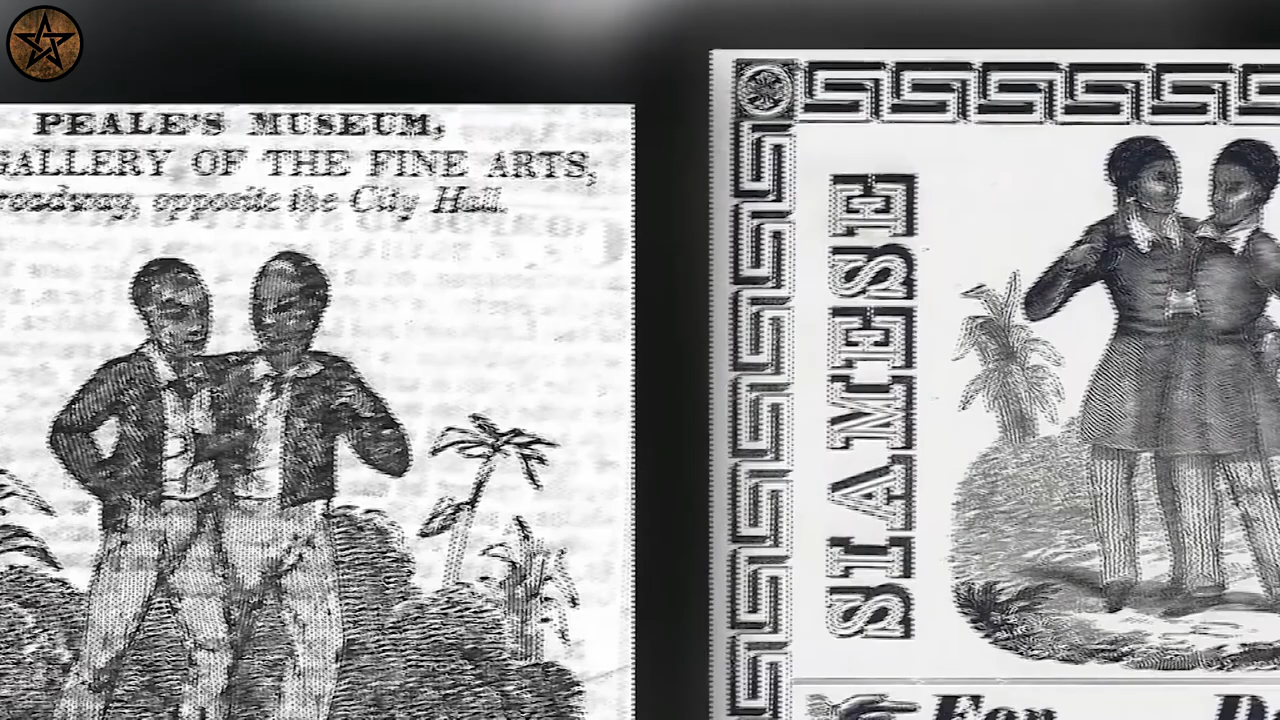 PEALE'S MUSEUM,
GALLERY OF THE FINE ARTS,
opposite the City Hall.
SIAMESE
For